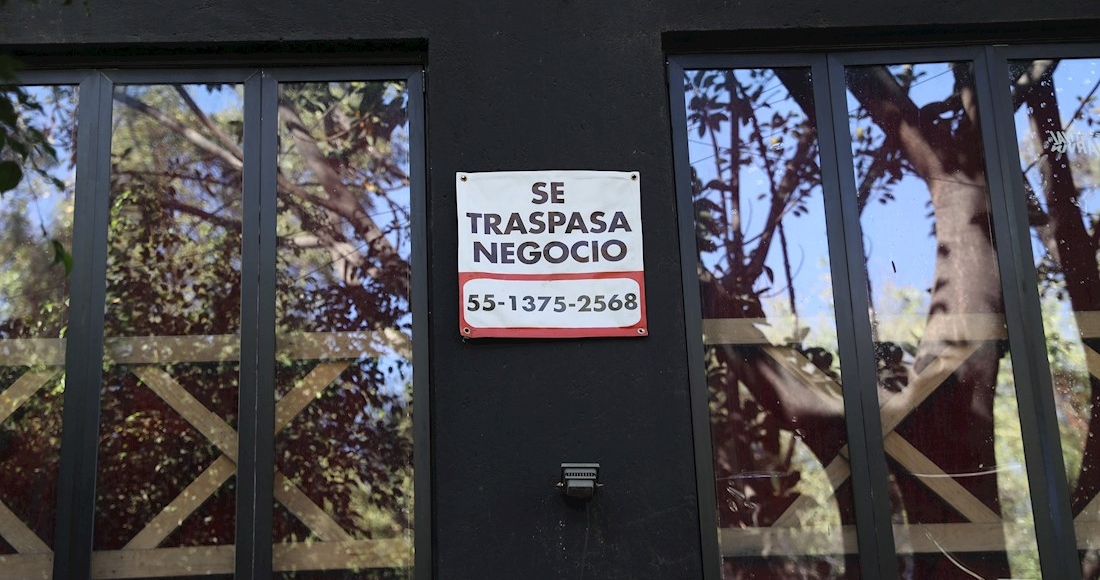 SE
TRASPASA
NEGOCIO
55-1375-2568